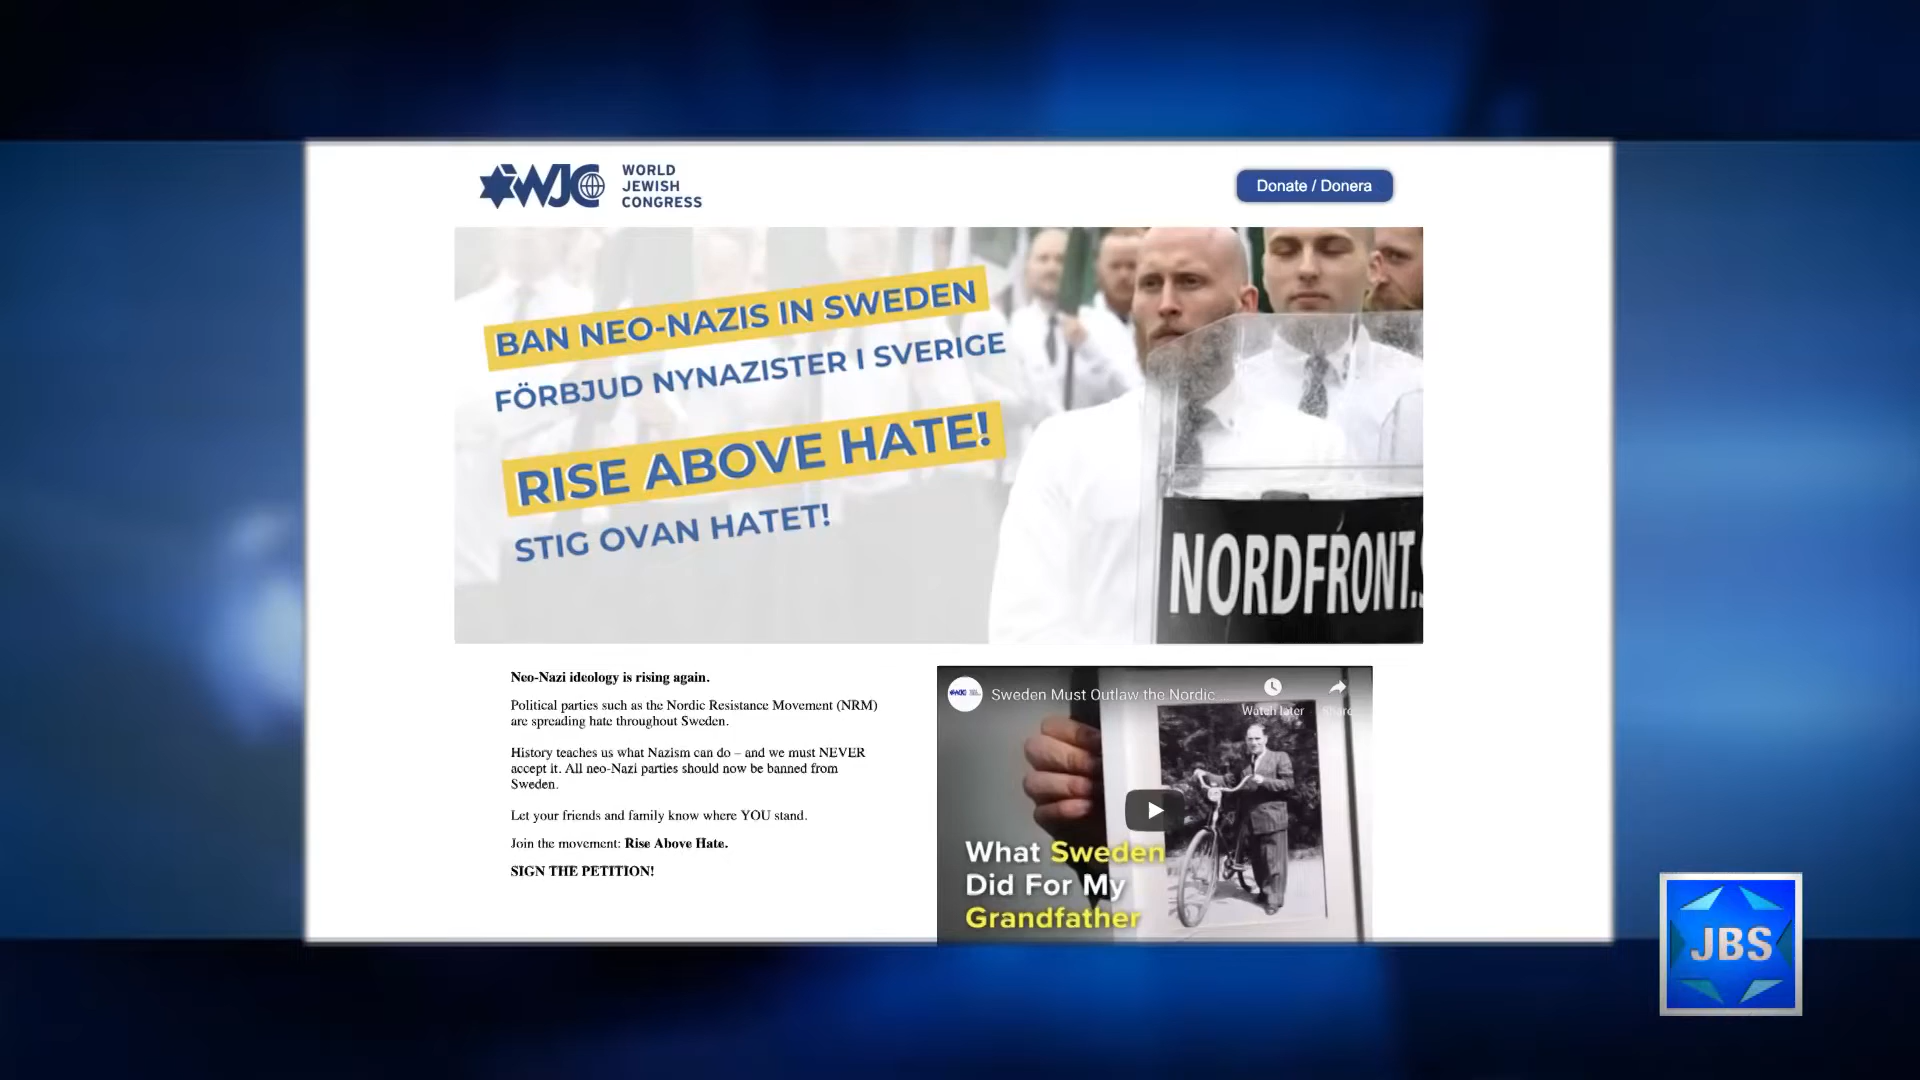 WJC
WORLD
JEWISH
CONGRESS
Donate / Donera
BAN NEO-NAZIS IN SWEDEN
FÖRBJUD NYNAZISTER I SVERIGE
RISE ABOVE HATE!
STIG OVAN HATET!
NORDFRONT.
Neo-Nazi ideology is rising again.
Political parties such as the Nordic Resistance Movement (NRM)
are spreading hate throughout Sweden.
History teaches us what Nazism can do – and we must NEVER
accept it. All neo-Nazi parties should now be banned from
Sweden.
Let your friends and family know where YOU stand.
Join the movement: Rise Above Hate.
SIGN THE PETITION!
Sweden Must Outlaw the Nordic ...
Watch later
Share
What Sweden
Did For My
Grandfather
JBS